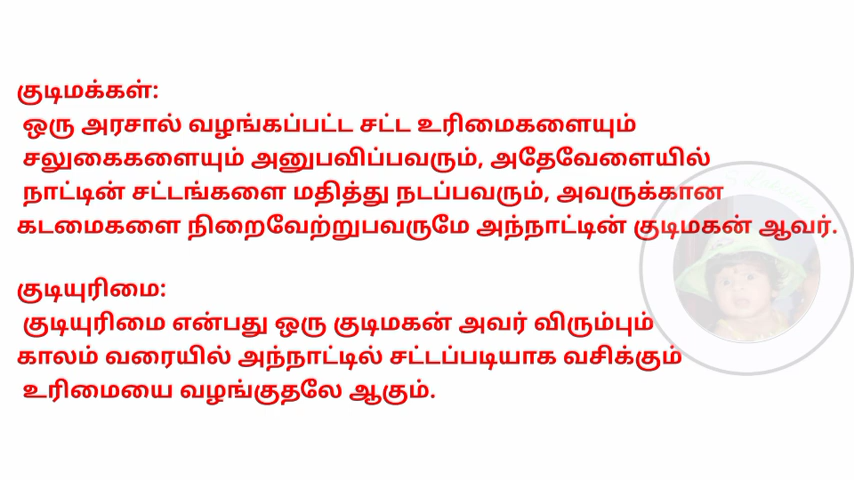 குடிமக்கள்:
ஒரு அரசால் வழங்கப்பட்ட சட்ட உரிமைகளையும்
சலுகைகளையும் அனுபவிப்பவரும், அதேவேளையில்
நாட்டின் சட்டங்களை மதித்து நடப்பவரும், அவருக்கான
கடமைகளை நிறைவேற்றுபவருமே அந்நாட்டின் குடிமகன் ஆவர்.
குடியுரிமை:
குடியுரிமை என்பது ஒரு குடிமகன் அவர் விரும்பும்
காலம் வரையில் அந்நாட்டில் சட்டப்படியாக வசிக்கும்
உரிமையை வழங்குதலே ஆகும்.